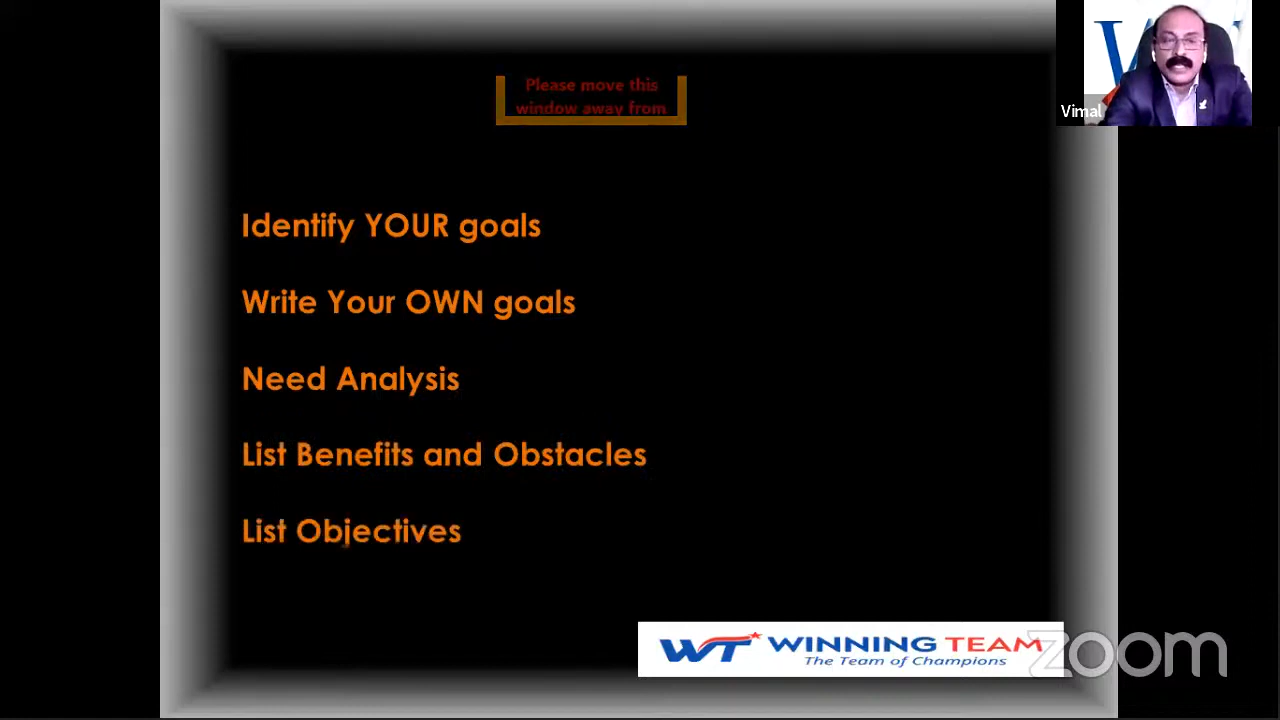 Please move this
window away from
Vimal
Identify YOUR goals
Write Your OWN goals
Need Analysis
List Benefits and Obstacles
List Objectives
WT WINNING TEAM
The Team of Champions
zoom